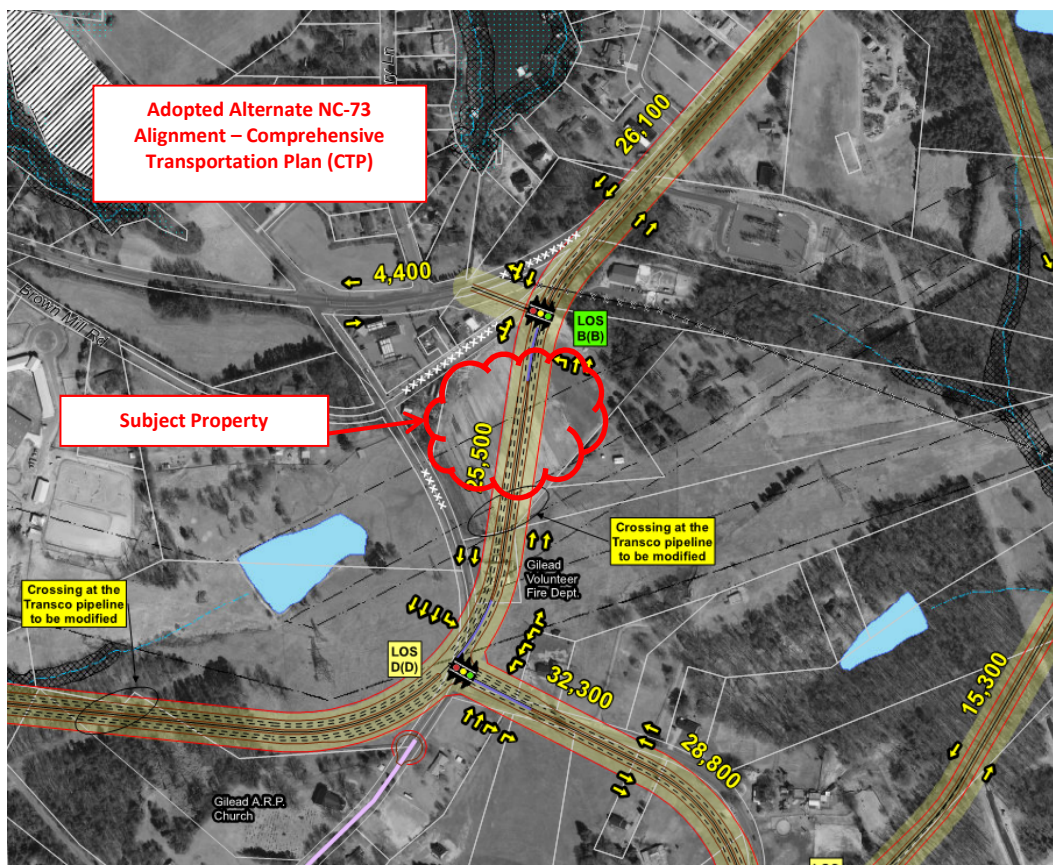 Adopted Alternate NC-73
Alignment – Comprehensive
Transportation Plan (CTP)
26,100
4,400
Brown Mill Rd
LOS
B(B)
Subject Property
25,500
Crossing at the
Transco pipeline
to be modified
Gilead
Volunteer
Fire Dept.
Crossing at the
Transco pipeline
to be modified
LOS
D(D)
32,300
15,300
28,800
Gilead A.R.P.
Church
LOS